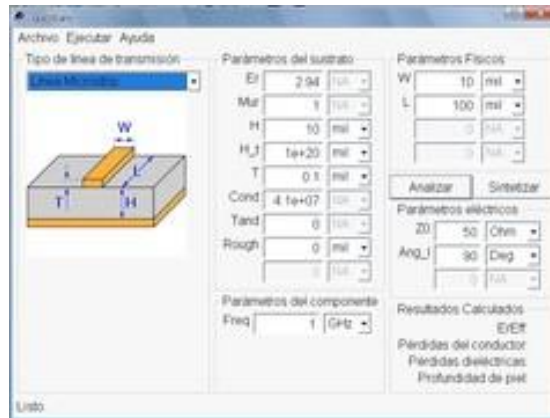 Archivo Ejecutar Ayuda
Tipo de línea de transmisión
Línea Microstrip
W
L
T
H
Parámetros del sustrato
Er 2.94 NA
Mur 1 NA
H 10 mil
H_t 1e+20 mil
T 0.1 mil
Cond 4.1e+07 NA
Tand 0 NA
Rough 0 mil
0 NA
Parámetros del componente
Freq 1 GHz
Parámetros Físicos
W 10 mil
L 100 mil
0 NA
0 NA
Analizar Sintetizar
Parámetros eléctricos
Z0 50 Ohm
Ang_l 90 Deg
0 NA
Resultados Calculados
ErEff
Pérdidas del conductor
Pérdidas dieléctricas
Profundidad de piel
Listo